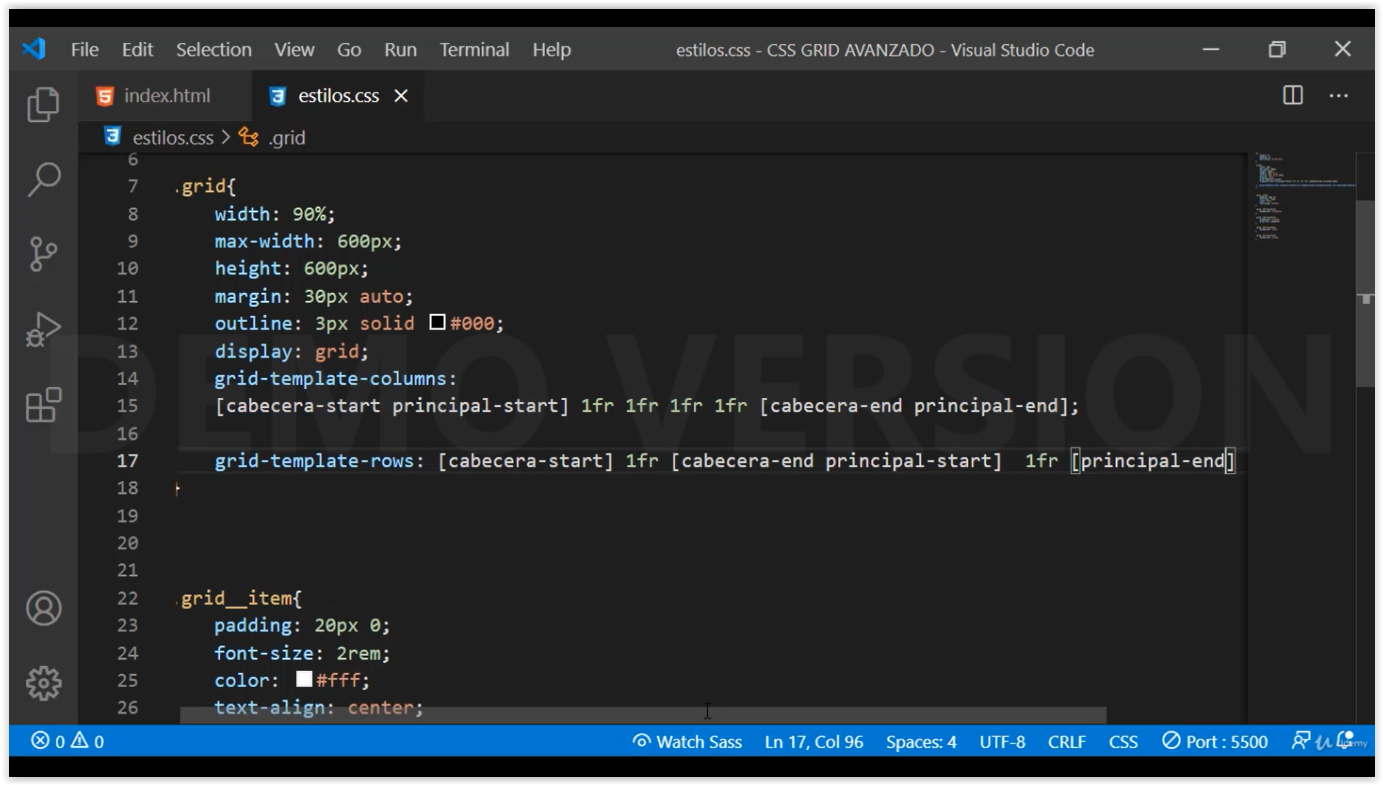 File Edit Selection View Go Run Terminal Help estilos.css - CSS GRID AVANZADO - Visual Studio Code
index.html estilos.css
estilos.css > .grid
6
7 .grid{
8 width: 90%;
9 max-width: 600px;
10 height: 600px;
11 margin: 30px auto;
12 outline: 3px solid #000;
13 display: grid;
14 grid-template-columns:
15 [cabecera-start principal-start] 1fr 1fr 1fr 1fr [cabecera-end principal-end];
16
17 grid-template-rows: [cabecera-start] 1fr [cabecera-end principal-start]  1fr [principal-end]
18 }
19
20
21
22 .grid__item{
23 padding: 20px 0;
24 font-size: 2rem;
25 color: #fff;
26 text-align: center;
DEMO VERSION
0 0 Watch Sass Ln 17, Col 96 Spaces: 4 UTF-8 CRLF CSS Port : 5500